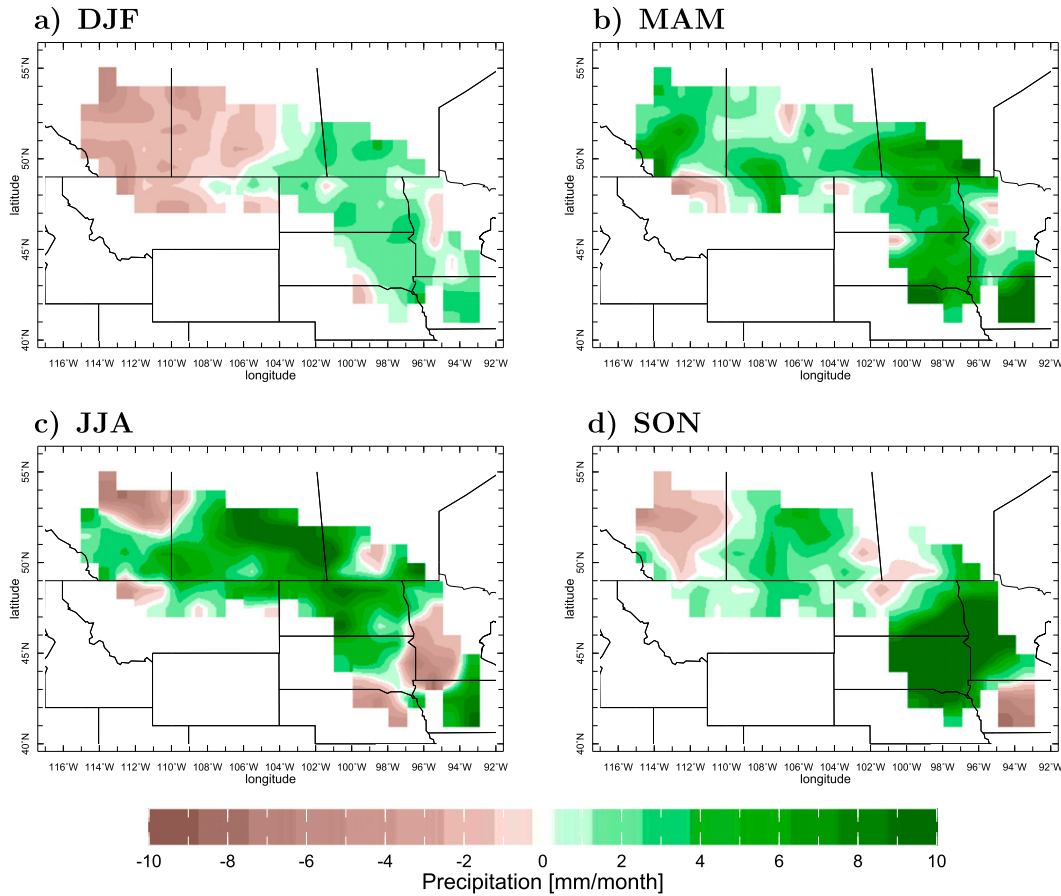 a) DJF
b) MAM
55˚N
50˚N
45˚N
40˚N
latitude
116˚W 114˚W 112˚W 110˚W 108˚W 106˚W 104˚W 102˚W 100˚W 98˚W 96˚W 94˚W 92˚W
longitude
55˚N
50˚N
45˚N
40˚N
latitude
116˚W 114˚W 112˚W 110˚W 108˚W 106˚W 104˚W 102˚W 100˚W 98˚W 96˚W 94˚W 92˚W
longitude
c) JJA
d) SON
55˚N
50˚N
45˚N
40˚N
latitude
116˚W 114˚W 112˚W 110˚W 108˚W 106˚W 104˚W 102˚W 100˚W 98˚W 96˚W 94˚W 92˚W
longitude
55˚N
50˚N
45˚N
40˚N
latitude
116˚W 114˚W 112˚W 110˚W 108˚W 106˚W 104˚W 102˚W 100˚W 98˚W 96˚W 94˚W 92˚W
longitude
-10 -8 -6 -4 -2 0 2 4 6 8 10
Precipitation [mm/month]